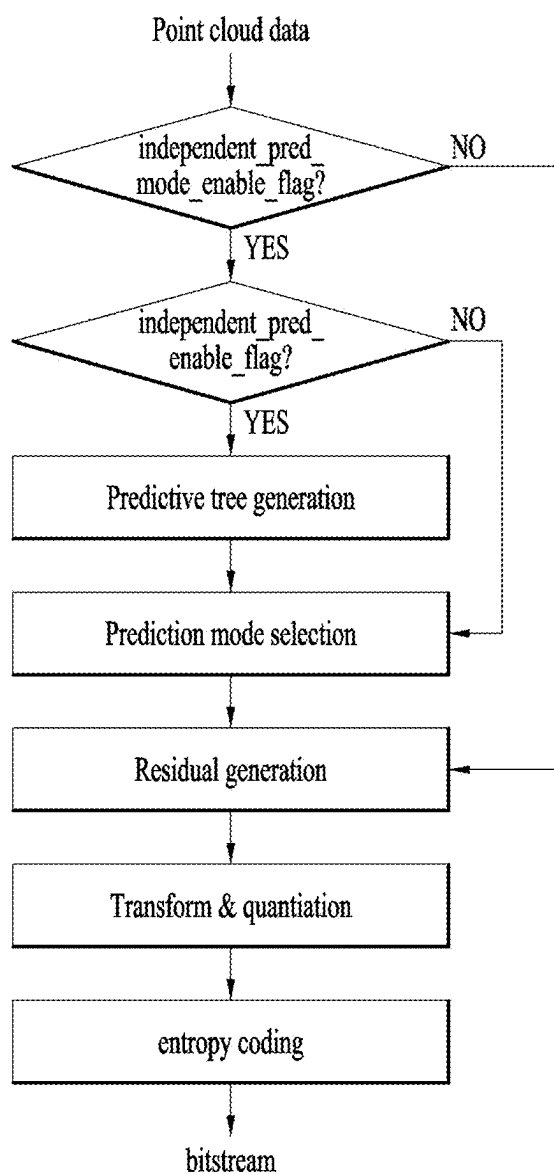 Point cloud data
independent_pred_
mode_enable_flag?
NO
YES
independent_pred_
enable_flag?
NO
YES
Predictive tree generation
Prediction mode selection
Residual generation
Transform & quantiation
entropy coding
bitstream